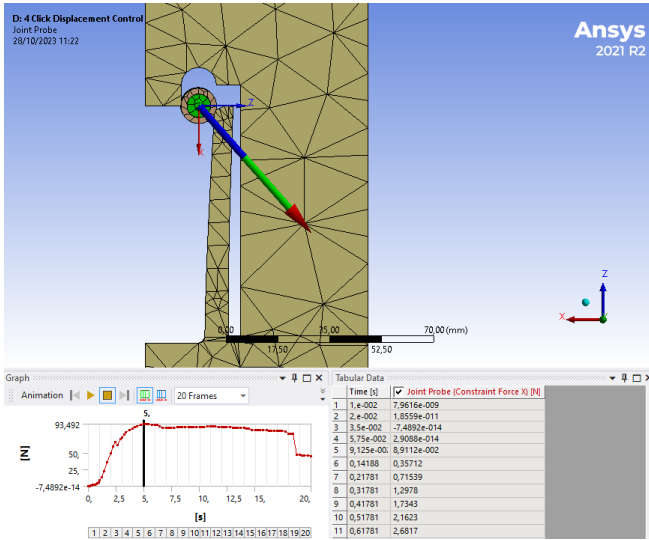 D: 4 Click Displacement Control
Joint Probe
28/10/2023 11:22
Ansys
2021 R2
Z
X
0,00 35,00 70,00 (mm)
17,50 52,50
Z
X
Graph
Animation 20 Frames
5,
93,492
50,
25,
-7,4892e-14
[N]
0, 2,5 5, 7,5 10, 12,5 15, 20,
[s]
1 2 3 4 5 6 7 8 9 10 11 12 13 14 15 16 17 18 19 20
Tabular Data
Time [s] Joint Probe (Constraint Force X) [N]
1 1,e-002 7,9616e-009
2 2,e-002 1,8559e-011
3 3,5e-002 -7,4892e-014
4 5,75e-002 2,9088e-014
5 9,125e-002 8,9112e-002
6 0,14188 0,35712
7 0,21781 0,71539
8 0,31781 1,2978
9 0,41781 1,7343
10 0,51781 2,1623
11 0,61781 2,6817